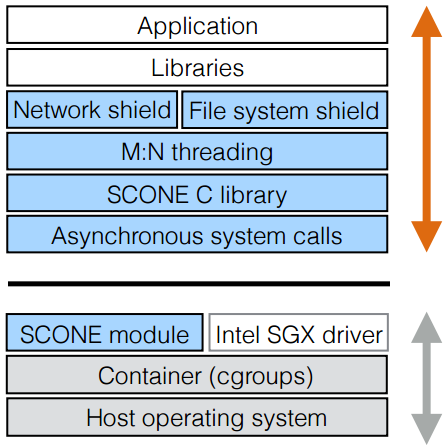 Application
Libraries
Network shield
File system shield
M:N threading
SCONE C library
Asynchronous system calls
SCONE module
Intel SGX driver
Container (cgroups)
Host operating system